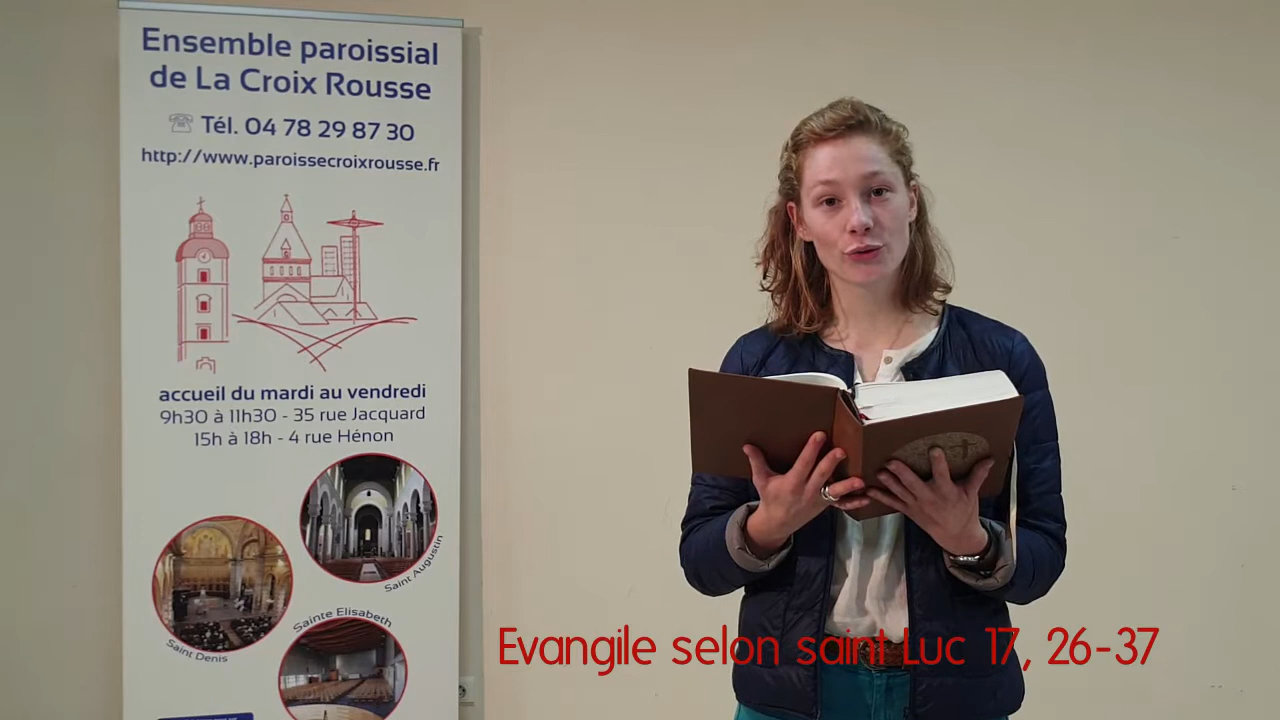 Ensemble paroissial
de La Croix Rousse
Tél. 04 78 29 87 30
http://www.paroissecroixrousse.fr
accueil du mardi au vendredi
9h30 à 11h30 - 35 rue Jacquard
15h à 18h - 4 rue Hénon
Saint Augustin
Saint Denis
Sainte Elisabeth
Evangile selon saint Luc 17, 26-37